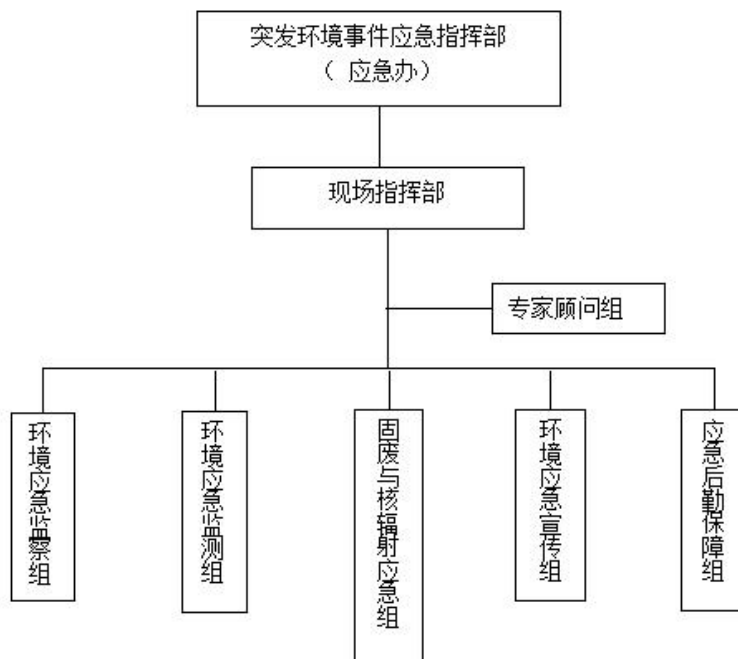 突发环境事件应急指挥部
（ 应急办）
现场指挥部
专家顾问组
环境应急监察组
环境应急监测组
固废与核辐射应急组
环境应急宣传组
应急后勤保障组